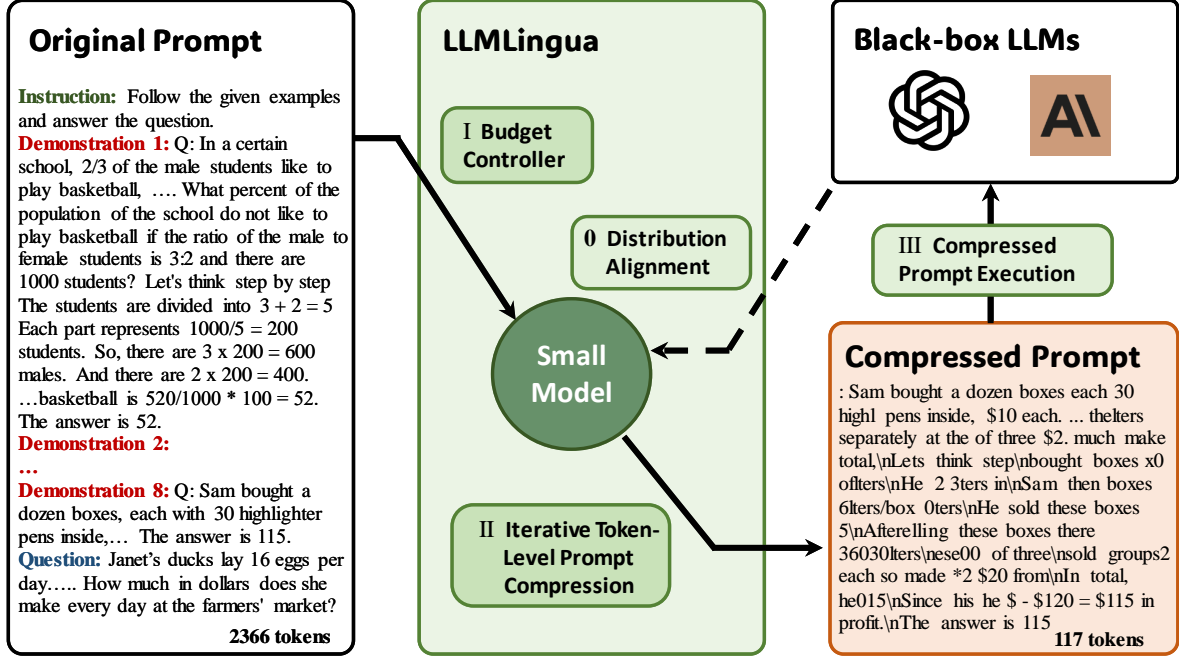 Original Prompt
Instruction: Follow the given examples
and answer the question.
Demonstration 1: Q: In a certain
school, 2/3 of the male students like to
play basketball, …. What percent of the
population of the school do not like to
play basketball if the ratio of the male to
female students is 3:2 and there are
1000 students? Let's think step by step
The students are divided into 3 + 2 = 5
Each part represents 1000/5 = 200
students. So, there are 3 x 200 = 600
males. And there are 2 x 200 = 400.
…basketball is 520/1000 * 100 = 52.
The answer is 52.
Demonstration 2:
…
Demonstration 8: Q: Sam bought a
dozen boxes, each with 30 highlighter
pens inside,… The answer is 115.
Question: Janet’s ducks lay 16 eggs per
day….. How much in dollars does she
make every day at the farmers' market?
2366 tokens
LLMLingua
I Budget
Controller
0 Distribution
Alignment
Small
Model
II Iterative Token-
Level Prompt
Compression
Black-box LLMs
AI
III Compressed
Prompt Execution
Compressed Prompt
: Sam bought a dozen boxes each 30
highl pens inside, $10 each. ... thelters
separately at the of three $2. much make
total,\nLets think step\nbought boxes x0
oflters\nHe 2 3ters in\nSam then boxes
6lters/box 0ters\nHe sold these boxes
5\nAfterelling these boxes there
36030lters\nese00 of three\nsold groups2
each so made *2 $20 from\nIn total,
he015\nSince his he $ - $120 = $115 in
profit.\nThe answer is 115
117 tokens